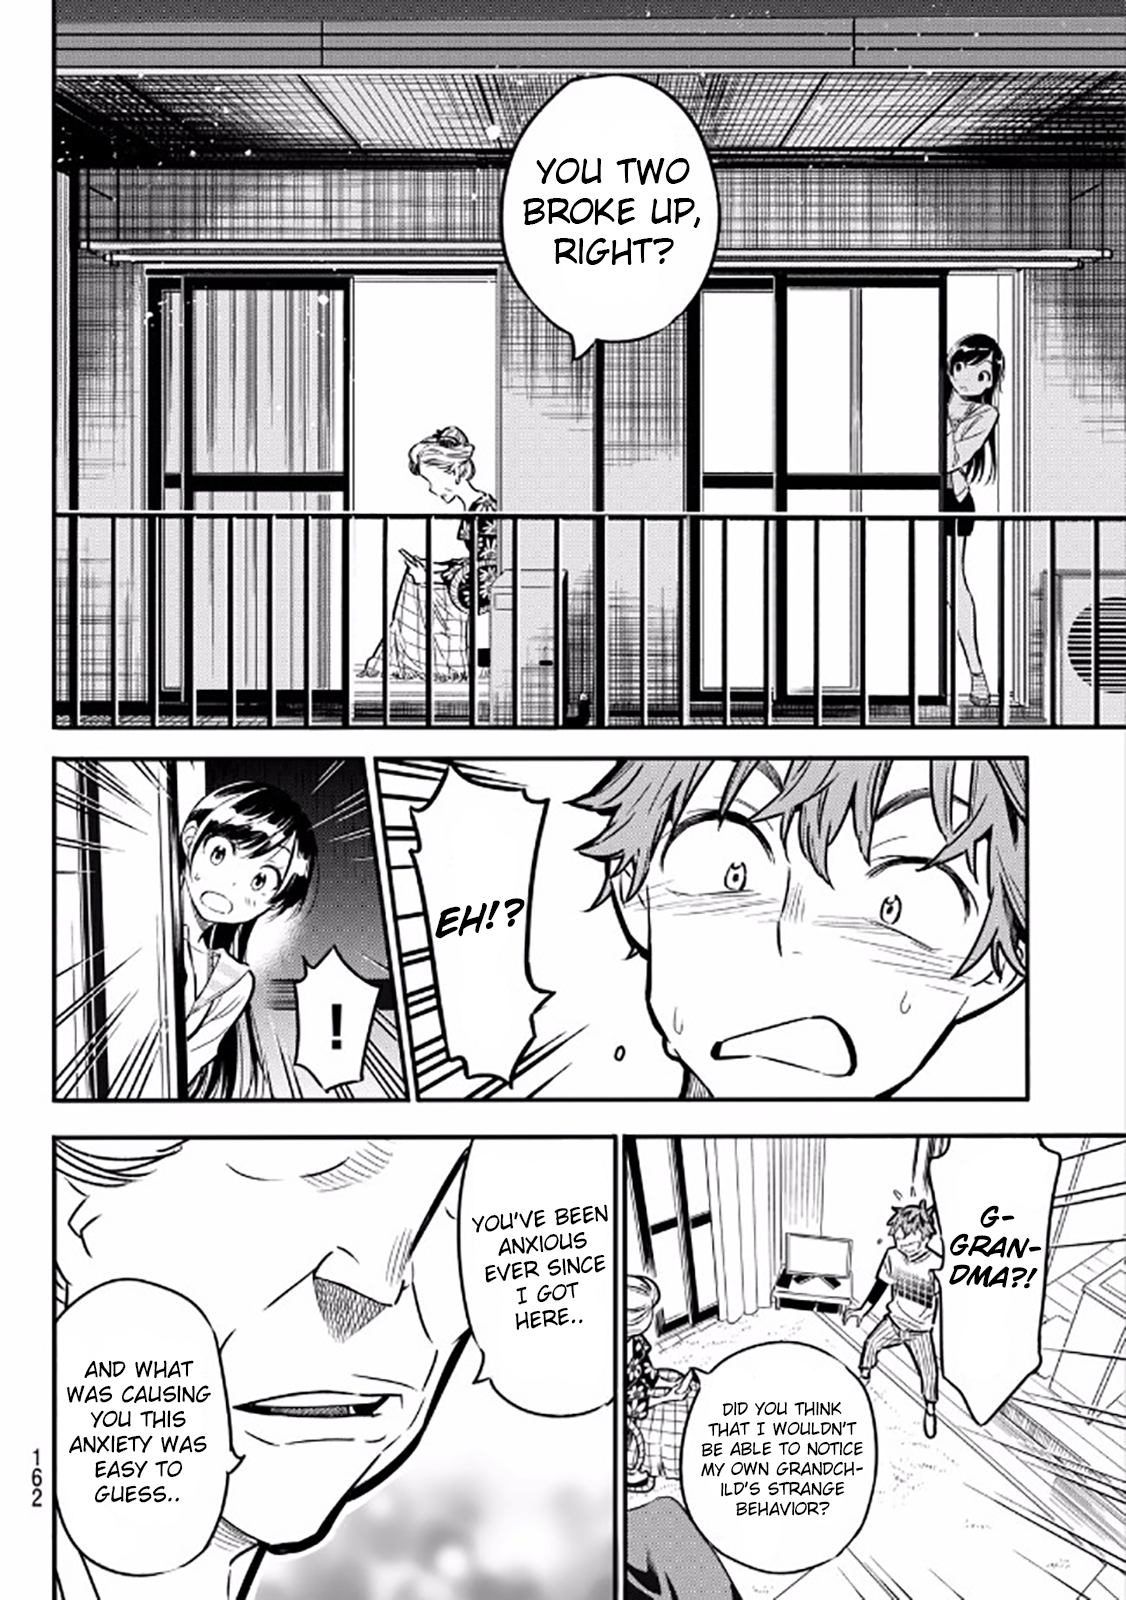 YOU TWO
BROKE UP,
RIGHT?
EH!?
!
G-
GRAN-
DMA?!
DID YOU THINK
THAT I WOULDN'T
BE ABLE TO NOTICE
MY OWN GRANDCH-
ILD'S STRANGE
BEHAVIOR?
YOU'VE BEEN
ANXIOUS
EVER SINCE
I GOT
HERE..
AND WHAT
WAS CAUSING
YOU THIS
ANXIETY WAS
EASY TO
GUESS..
162